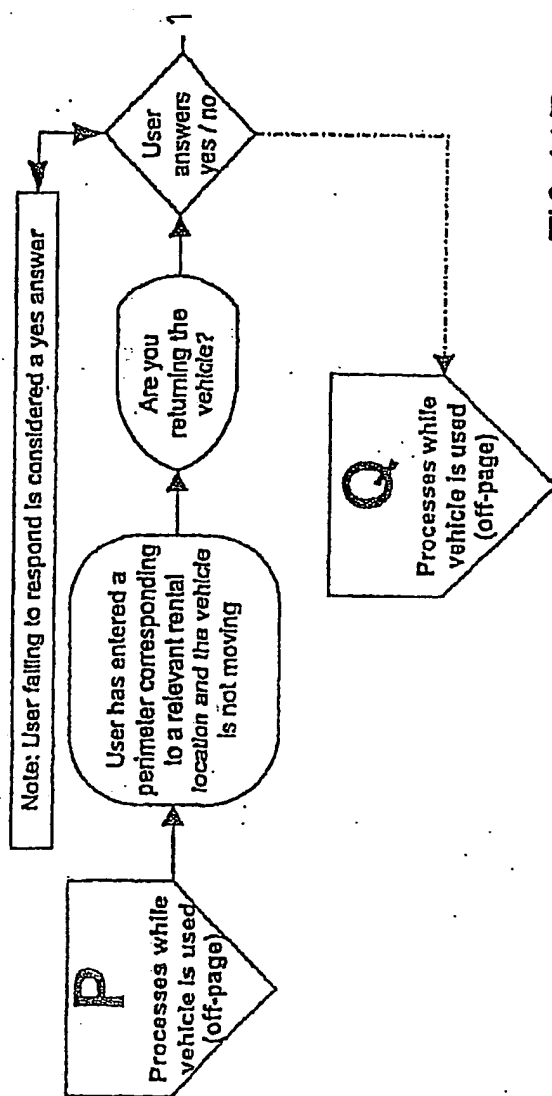 Note: User failing to respond is considered a yes answer
P
Processes while
vehicle is used
(off-page)
User has entered a
perimeter corresponding
to a relevant rental
location and the vehicle
is not moving
Are you
returning the
vehicle?
User
answers
yes / no
1
Q
Processes while
vehicle is used
(off-page)